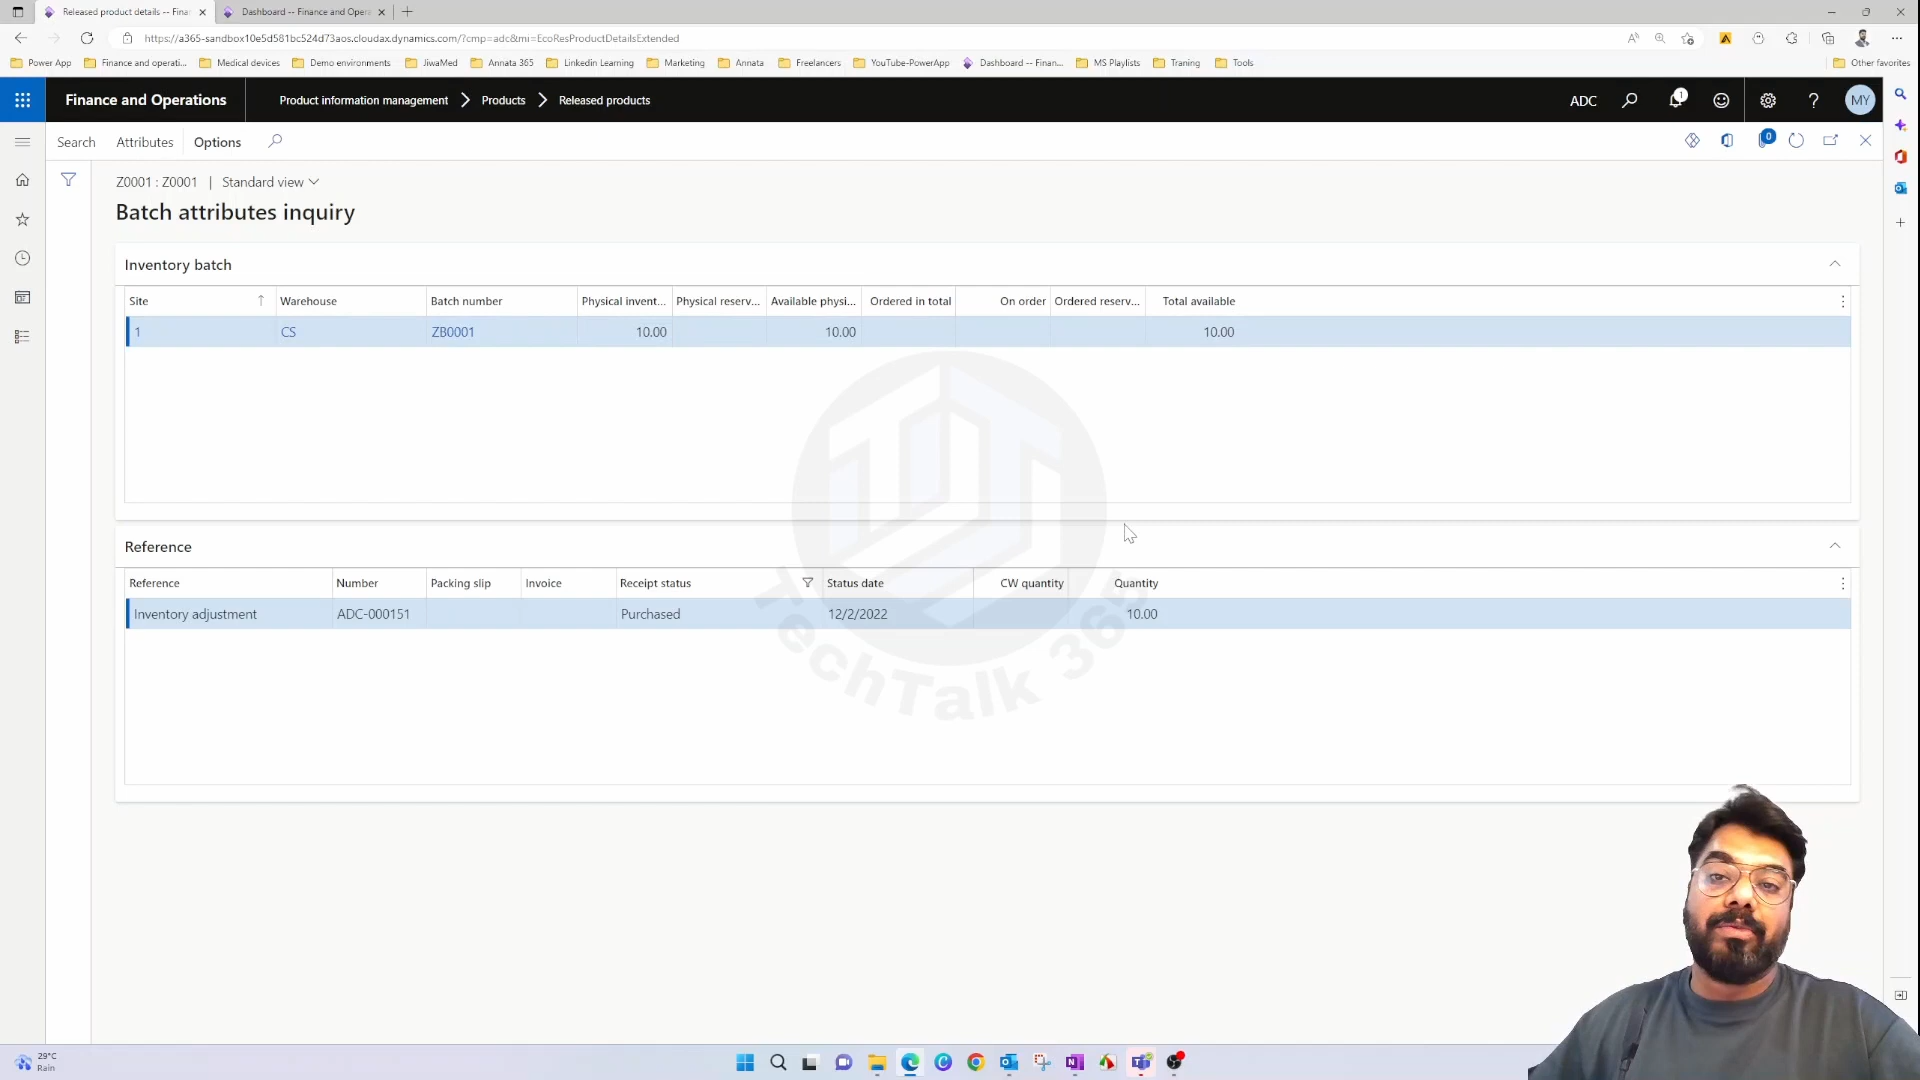 Released product details -- Finan
Dashboard -- Finance and Opera
https://a365-sandbox10e5d581bc524d73aos.cloudax.dynamics.com/?cmp=adc&mi=EcoResProductDetailsExtended
Power App
Finance and operati...
Medical devices
Demo environments
JiwaMed
Annata 365
Linkedin Learning
Marketing
Annata
Freelancers
YouTube-PowerApp
Dashboard -- Finan...
MS Playlists
Traning
Tools
Other favorites
Finance and Operations
Product information management
Products
Released products
ADC
1
?
MY
Search
Attributes
Options
0
Z0001 : Z0001 | Standard view
Batch attributes inquiry
Inventory batch
Site Warehouse Batch number Physical invent... Physical reserv... Available physi... Ordered in total On order Ordered reserv... Total available
1 CS ZB0001 10.00 10.00 10.00
Reference
Reference Number Packing slip Invoice Receipt status Status date CW quantity Quantity
Inventory adjustment ADC-000151 Purchased 12/2/2022 10.00
TechTalk 365
29°C
Rain